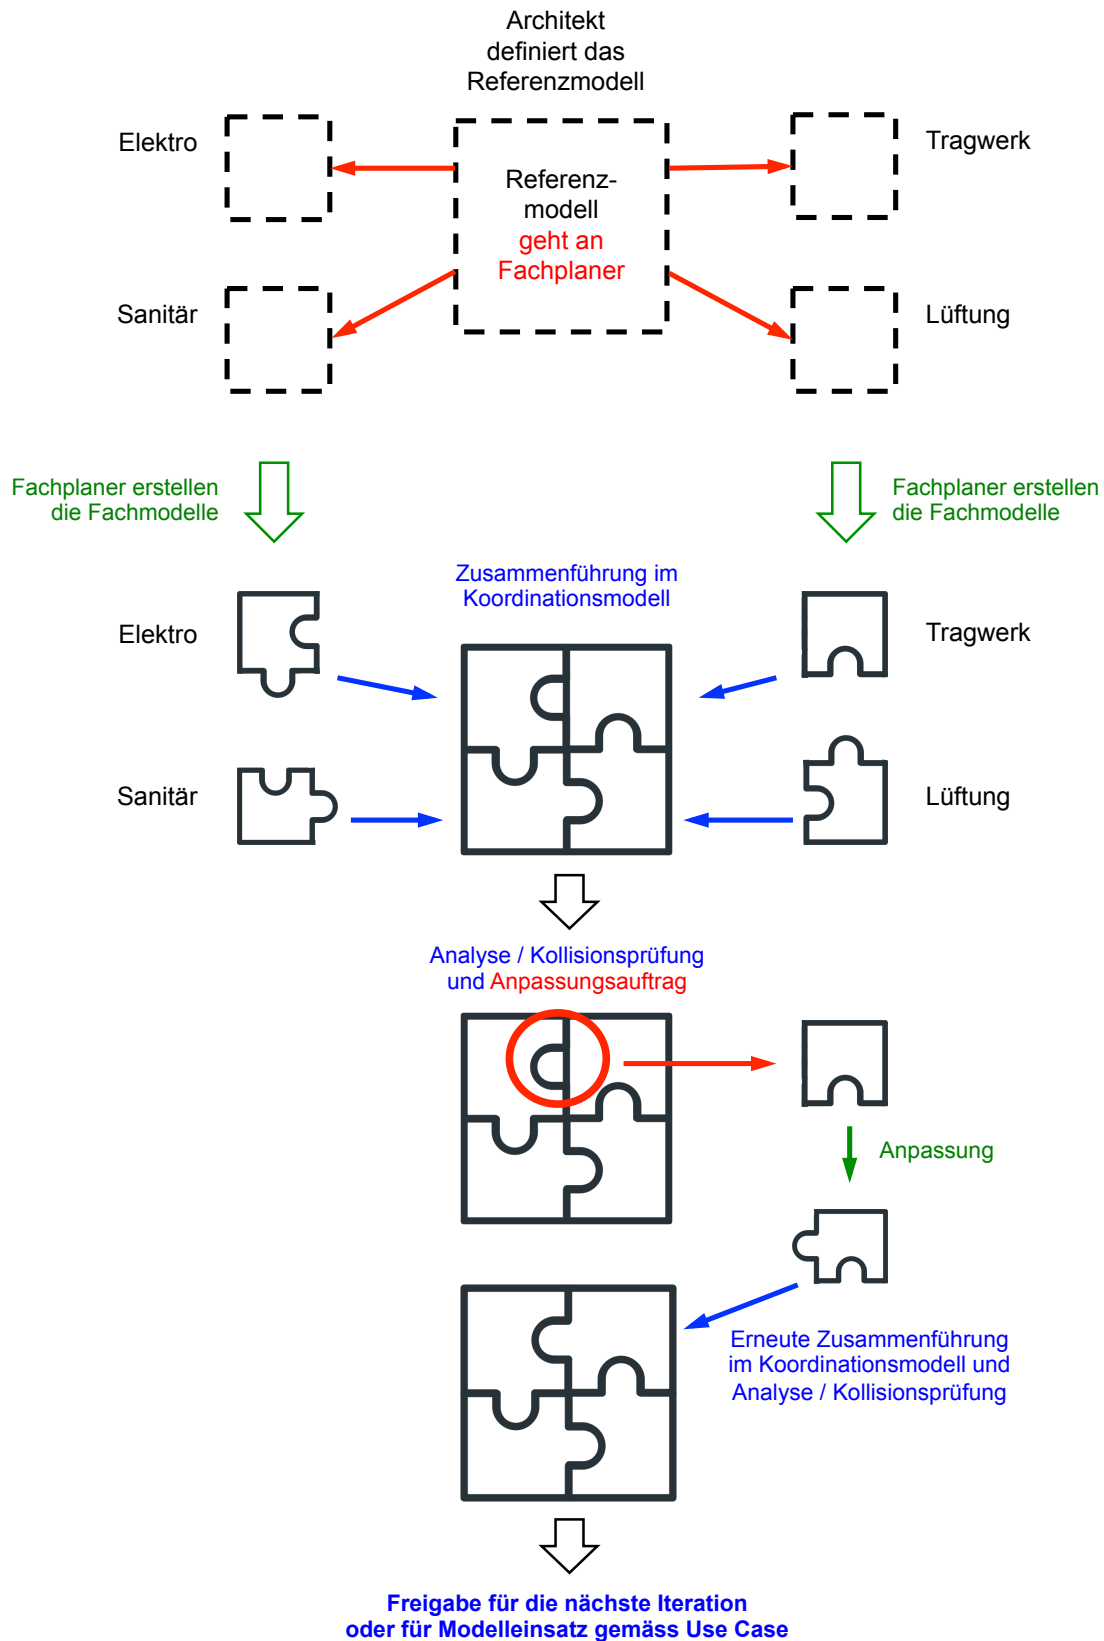 Architekt
definiert das
Referenzmodell
Elektro
Tragwerk
Referenz-
modell
geht an
Fachplaner
Sanitär
Lüftung
Fachplaner erstellen
die Fachmodelle
Fachplaner erstellen
die Fachmodelle
Zusammenführung im
Koordinationsmodell
Elektro
Tragwerk
Sanitär
Lüftung
Analyse / Kollisionsprüfung
und Anpassungsauftrag
Anpassung
Erneute Zusammenführung
im Koordinationsmodell und
Analyse / Kollisionsprüfung
Freigabe für die nächste Iteration
oder für Modelleinsatz gemäss Use Case